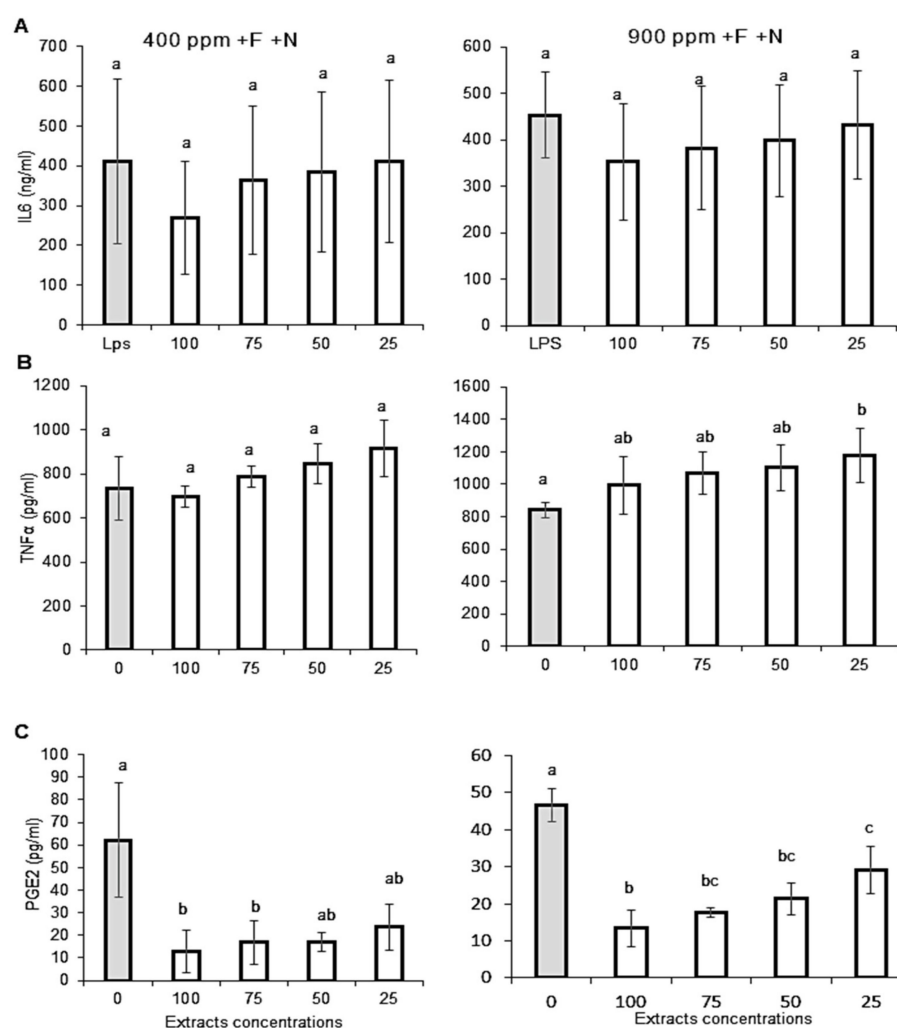 A
400 ppm +F +N
900 ppm +F +N
IL6 (ng/ml)
700
600
500
400
300
200
100
0
a
a
a
a
a
Lps 100 75 50 25
600
500
400
300
200
100
0
a
a
a
a
a
LPS 100 75 50 25
B
TNFα (pg/ml)
1200
1000
800
600
400
200
0
a
a
a
a
a
0 100 75 50 25
1600
1400
1200
1000
800
600
400
200
0
a
ab
ab
ab
b
0 100 75 50 25
C
PGE2 (pg/ml)
100
90
80
70
60
50
40
30
20
10
0
a
b
b
ab
ab
0 100 75 50 25
Extracts concentrations
60
50
40
30
20
10
0
a
b
bc
bc
c
0 100 75 50 25
Extracts concentrations